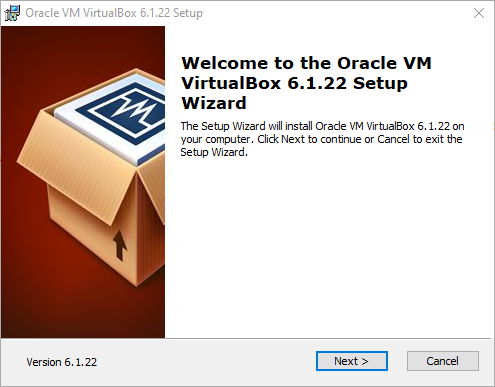 Oracle VM VirtualBox 6.1.22 Setup
Welcome to the Oracle VM
VirtualBox 6.1.22 Setup
Wizard
The Setup Wizard will install Oracle VM VirtualBox 6.1.22 on
your computer. Click Next to continue or Cancel to exit the
Setup Wizard.
Version 6.1.22
Next >
Cancel